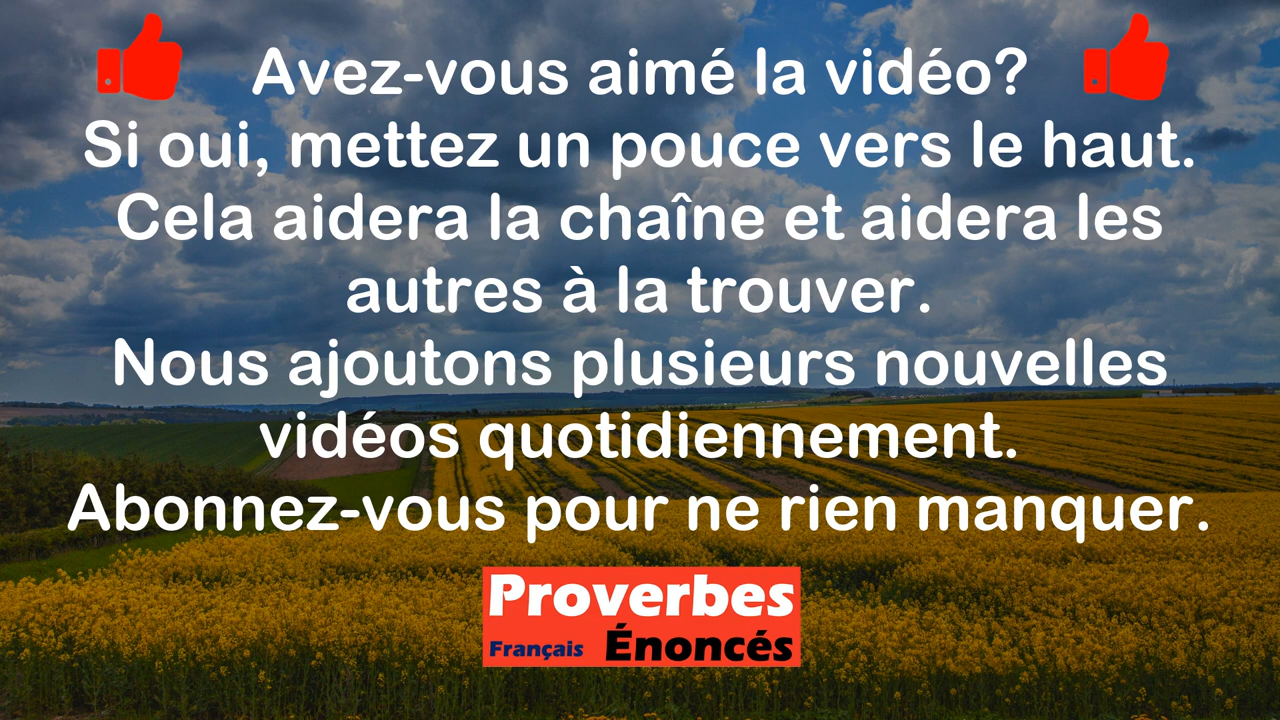 Avez-vous aimé la vidéo?
Si oui, mettez un pouce vers le haut.
Cela aidera la chaîne et aidera les
autres à la trouver.
Nous ajoutons plusieurs nouvelles
vidéos quotidiennement.
Abonnez-vous pour ne rien manquer.
Proverbes
Français Énoncés